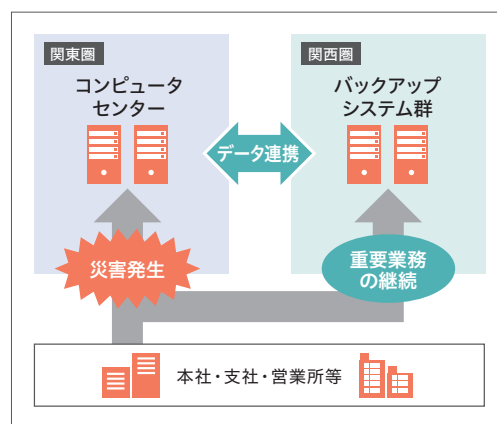 関東圏
コンピュータ
センター
関西圏
バックアップ
システム群
データ連携
災害発生
重要業務
の継続
本社・支社・営業所等